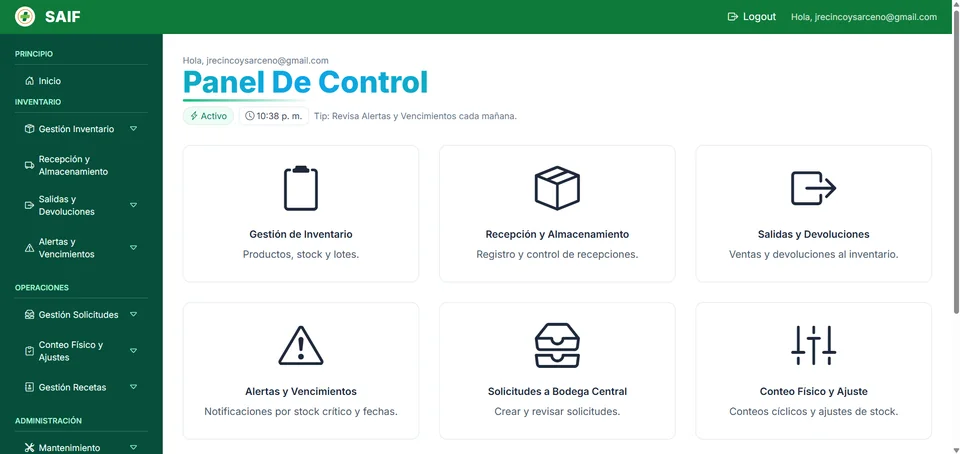 SAIF
Logout
Hola, jrecincoysarceno@gmail.com
PRINCIPIO
Inicio
INVENTARIO
Gestión Inventario
Recepción y
Almacenamiento
Salidas y
Devoluciones
Alertas y
Vencimientos
OPERACIONES
Gestión Solicitudes
Conteo Físico y
Ajustes
Gestión Recetas
ADMINISTRACIÓN
Mantenimiento
Hola, jrecincoysarceno@gmail.com
Panel De Control
Activo
10:38 p. m.
Tip: Revisa Alertas y Vencimientos cada mañana.
Gestión de Inventario
Productos, stock y lotes.
Recepción y Almacenamiento
Registro y control de recepciones.
Salidas y Devoluciones
Ventas y devoluciones al inventario.
Alertas y Vencimientos
Notificaciones por stock crítico y fechas.
Solicitudes a Bodega Central
Crear y revisar solicitudes.
Conteo Físico y Ajuste
Conteos cíclicos y ajustes de stock.